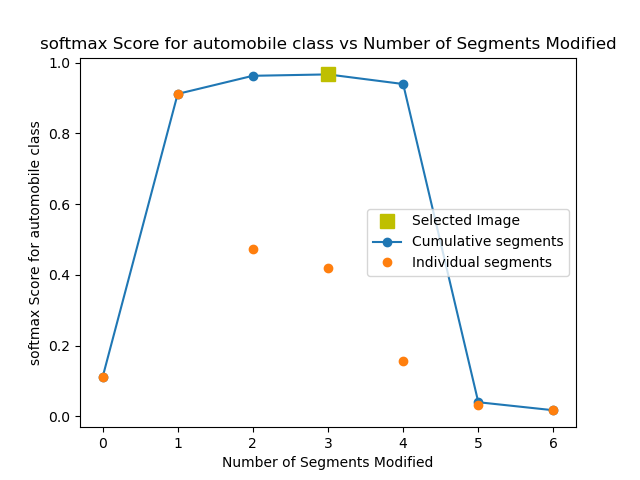 softmax Score for automobile class vs Number of Segments Modified
softmax Score for automobile class
1.0
0.8
0.6
0.4
0.2
0.0
Selected Image
Cumulative segments
Individual segments
0 1 2 3 4 5 6
Number of Segments Modified